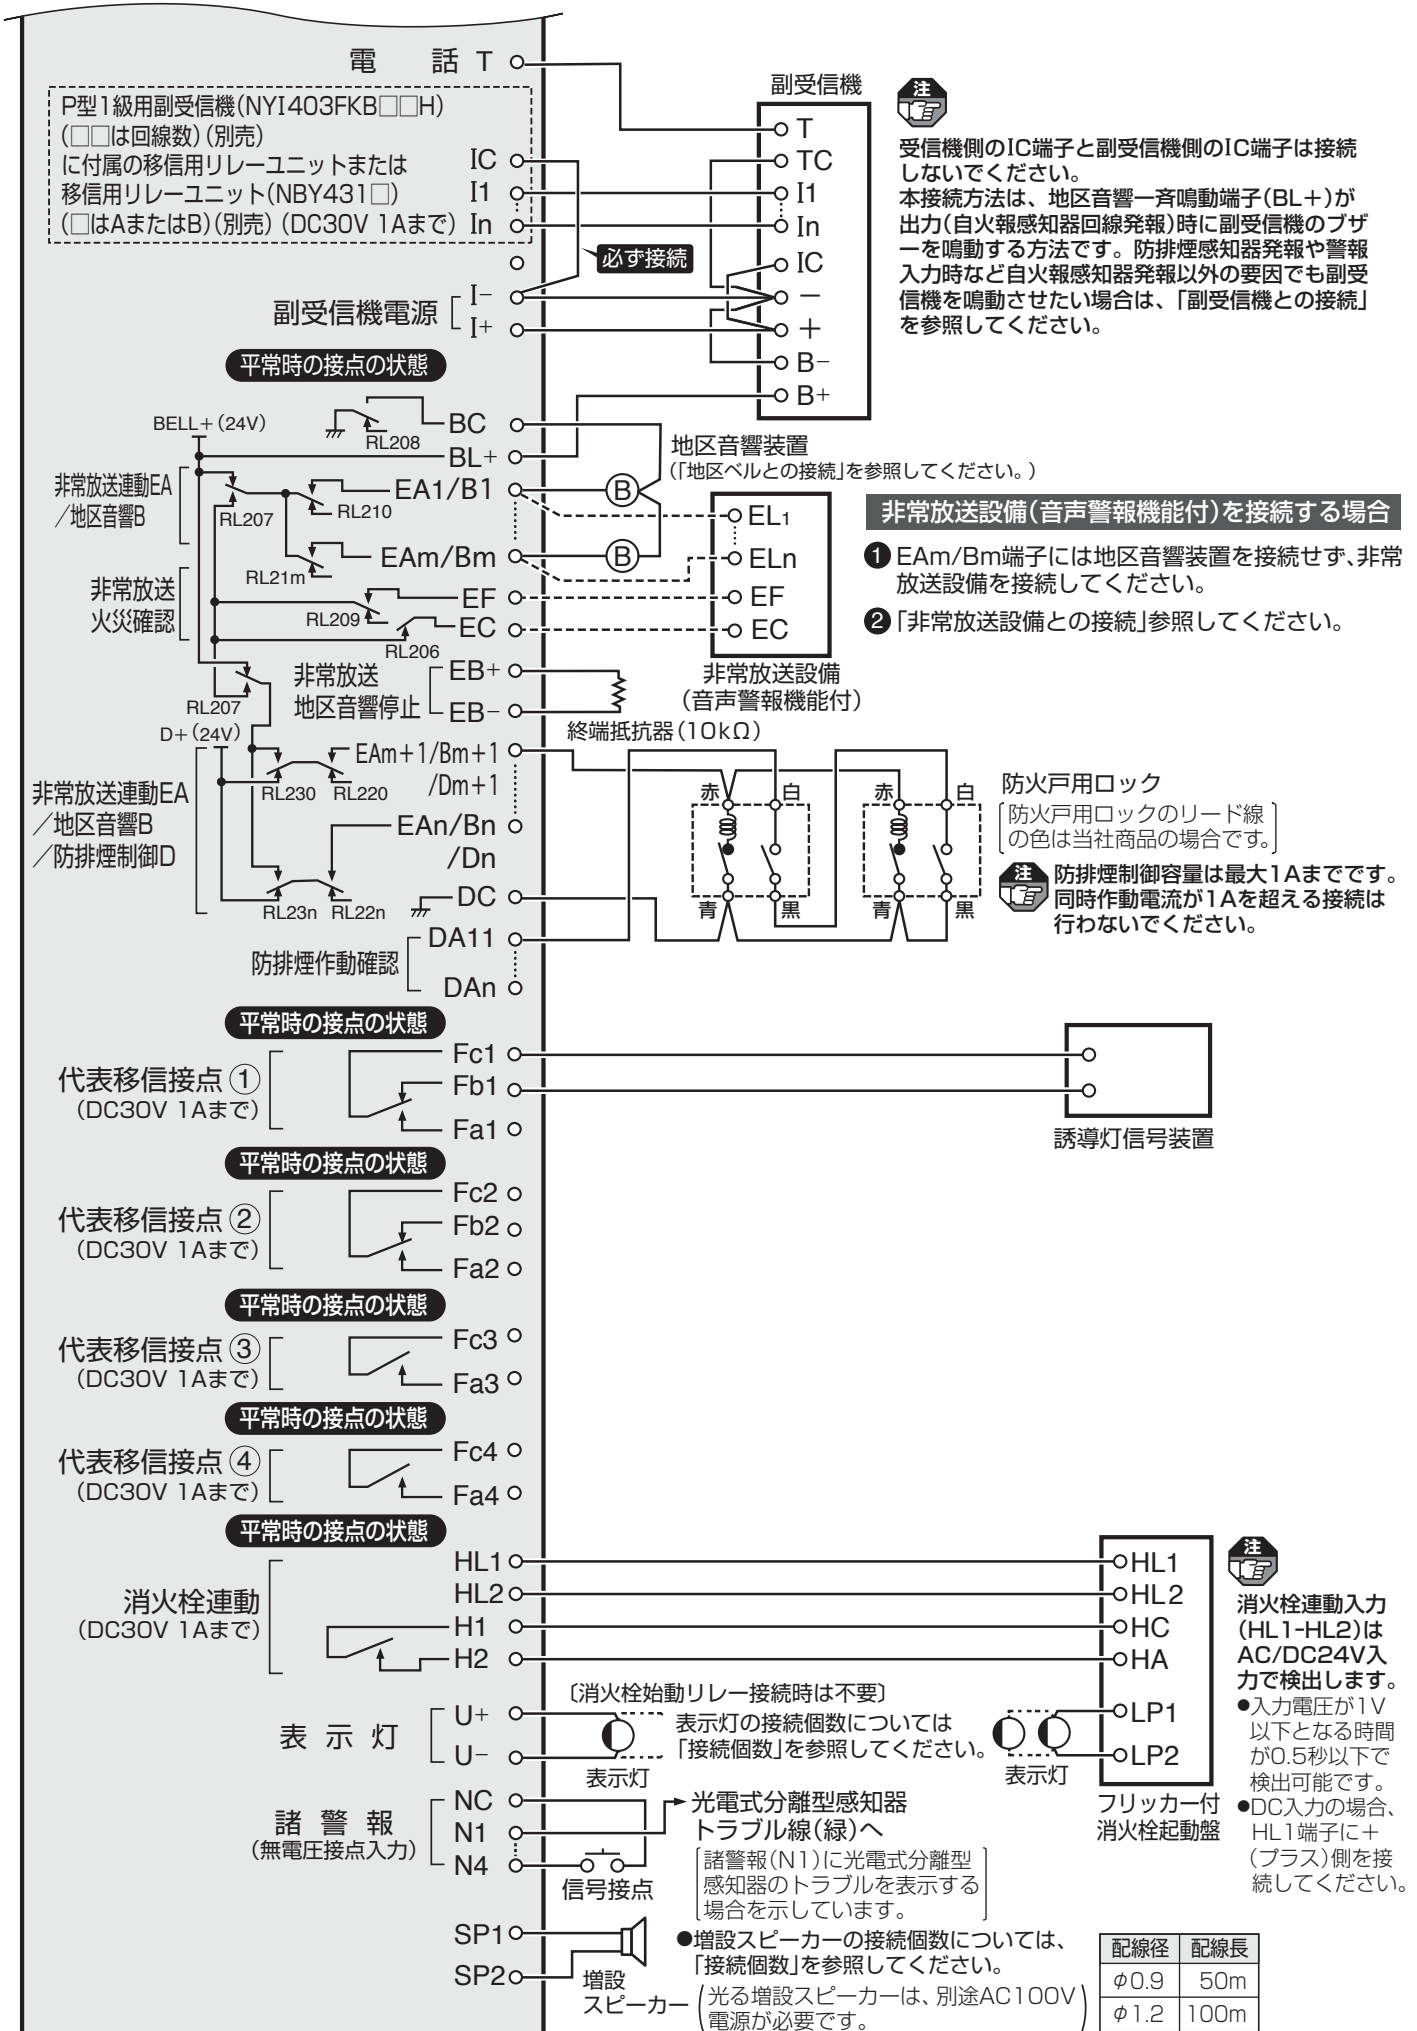 電　話 T
P型1級用副受信機(NYI403FKB□□H)
(□□は回線数)(別売)
に付属の移信用リレーユニットまたは
移信用リレーユニット(NBY431□)
(□はAまたはB)(別売)(DC30V 1Aまで)
IC
I1
In
必ず接続
副受信機電源
I−
I+
副受信機
T
TC
I1
In
IC
−
+
B−
B+
注
受信機側のIC端子と副受信機側のIC端子は接続
しないでください。
本接続方法は、地区音響一斉鳴動端子(BL+)が
出力(自火報感知器回線発報)時に副受信機のブザ
ーを鳴動する方法です。防排煙感知器発報や警報
入力時など自火報感知器発報以外の要因でも副受
信機を鳴動させたい場合は、「副受信機との接続」
を参照してください。
平常時の接点の状態
BELL+(24V)
RL208
BC
BL+
非常放送連動EA
/地区音響B
RL207
RL210
EA1/B1
RL21m
EAm/Bm
非常放送
火災確認
RL209
EF
EC
RL206
地区音響装置
(「地区ベルとの接続」を参照してください。)
B
B
EL1
ELn
EF
EC
非常放送設備
(音声警報機能付)
非常放送設備(音声警報機能付)を接続する場合
❶EAm/Bm端子には地区音響装置を接続せず、非常
放送設備を接続してください。
❷「非常放送設備との接続」参照してください。
RL207
非常放送
地区音響停止
EB+
EB−
終端抵抗器(10kΩ)
D+(24V)
非常放送連動EA
/地区音響B
/防排煙制御D
RL230
RL220
EAm+1/Bm+1
/Dm+1
EAn/Bn
/Dn
RL23n
RL22n
DC
赤
白
青
黒
赤
白
青
黒
防火戸用ロック
防火戸用ロックのリード線
の色は当社商品の場合です。
注
防排煙制御容量は最大1Aまでです。
同時作動電流が1Aを超える接続は
行わないでください。
防排煙作動確認
DA11
DAn
平常時の接点の状態
代表移信接点①
(DC30V 1Aまで)
Fc1
Fb1
Fa1
誘導灯信号装置
平常時の接点の状態
代表移信接点②
(DC30V 1Aまで)
Fc2
Fb2
Fa2
平常時の接点の状態
代表移信接点③
(DC30V 1Aまで)
Fc3
Fa3
平常時の接点の状態
代表移信接点④
(DC30V 1Aまで)
Fc4
Fa4
平常時の接点の状態
消火栓連動
(DC30V 1Aまで)
HL1
HL2
H1
H2
HL1
HL2
HC
HA
LP1
LP2
フリッカー付
消火栓起動盤
注
消火栓連動入力
(HL1-HL2)は
AC/DC24V入
力で検出します。
●入力電圧が1V
以下となる時間
が0.5秒以下で
検出可能です。
●DC入力の場合、
HL1端子に+
(プラス)側を接
続してください。
表 示 灯
U+
U−
〔消火栓始動リレー接続時は不要〕
表示灯の接続個数については
「接続個数」を参照してください。
表示灯
表示灯
諸 警 報
(無電圧接点入力)
NC
N1
N4
信号接点
光電式分離型感知器
トラブル線(緑)へ
諸警報(N1)に光電式分離型
感知器のトラブルを表示する
場合を示しています。
SP1
SP2
増設
スピーカー
●増設スピーカーの接続個数については、
「接続個数」を参照してください。
(光る増設スピーカーは、別途AC100V
電源が必要です。)
配線径 配線長
φ0.9 50m
φ1.2 100m